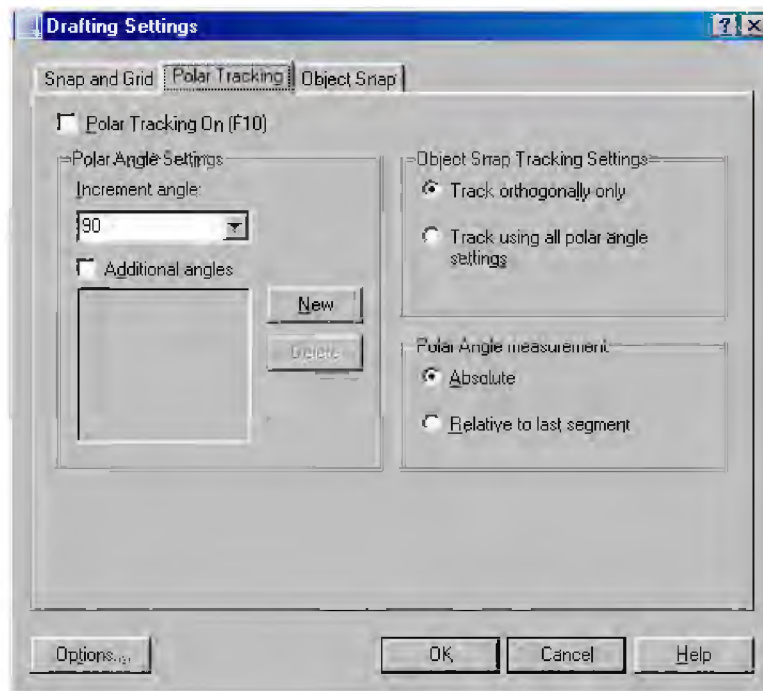 Drafting Settings
Snap and Grid
Polar Tracking
Object Snap
Polar Tracking On (F10)
Polar Angle Settings
Increment angle:
90
Additional angles
New
Delete
Object Snap Tracking Settings
Track orthogonally only
Track using all polar angle
settings
Polar Angle measurement
Absolute
Relative to last segment
Options...
OK
Cancel
Help